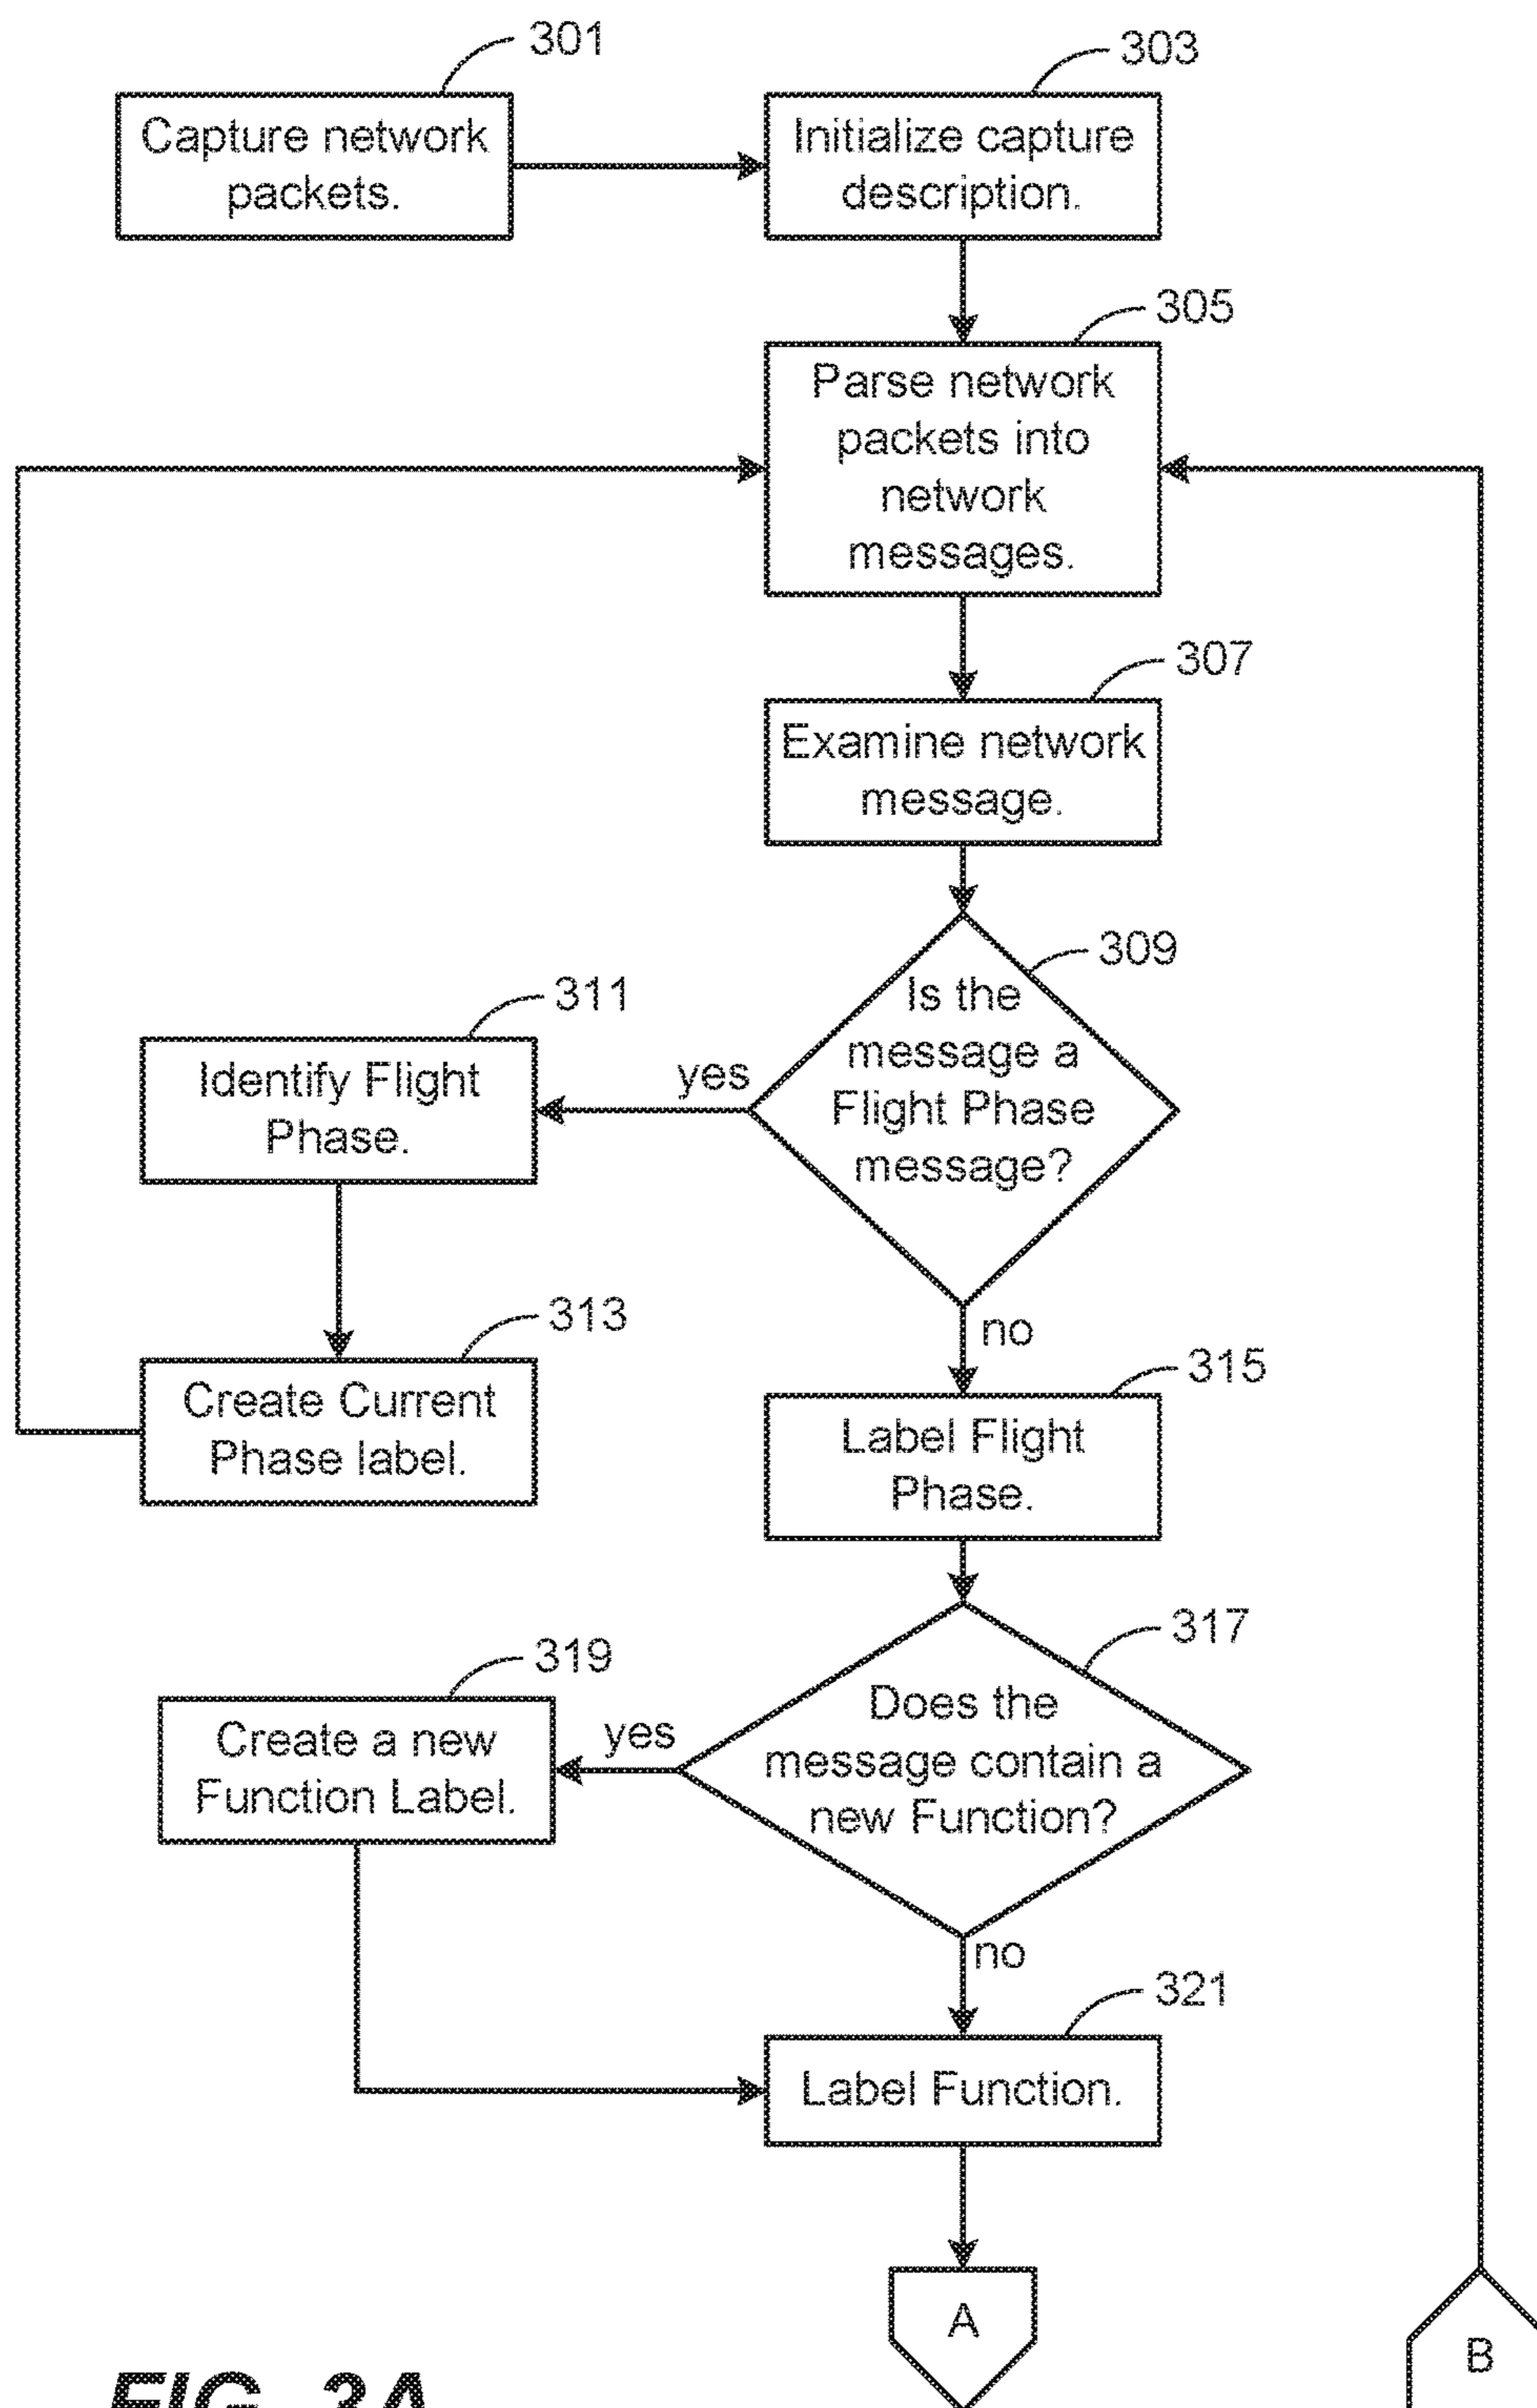 301
303
Capture network
packets.
Initialize capture
description.
305
Parse network
packets into
network
messages.
307
Examine network
message.
309
Is the
message a
Flight Phase
message?
yes
311
Identify Flight
Phase.
313
Create Current
Phase label.
no
315
Label Flight
Phase.
317
Does the
message contain a
new Function?
yes
319
Create a new
Function Label.
no
321
Label Function.
A
B
FIG. 3A